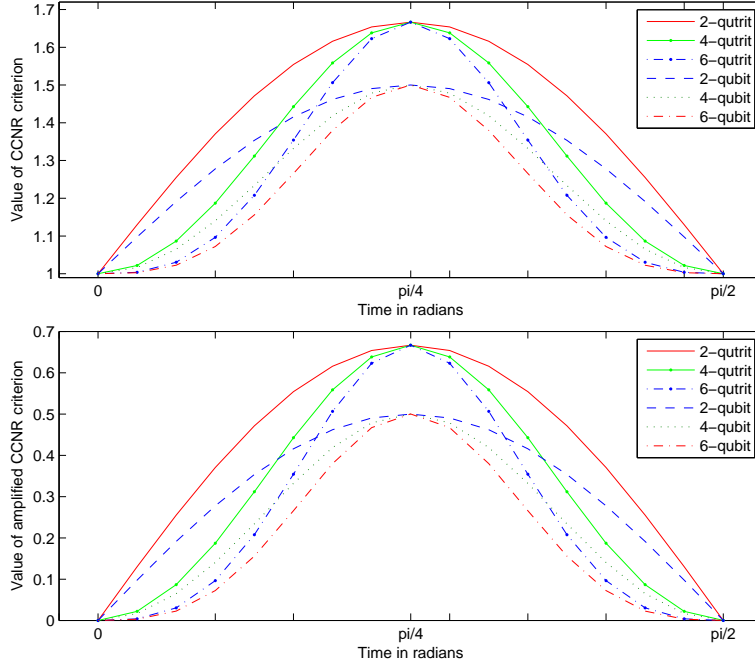 1.7
1.6
1.5
1.4
1.3
1.2
1.1
1
Value of CCNR criterion
0
pi/4
pi/2
Time in radians
2−qutrit
4−qutrit
6−qutrit
2−qubit
4−qubit
6−qubit
0.7
0.6
0.5
0.4
0.3
0.2
0.1
0
Value of amplified CCNR criterion
0
pi/4
pi/2
Time in radians
2−qutrit
4−qutrit
6−qutrit
2−qubit
4−qubit
6−qubit